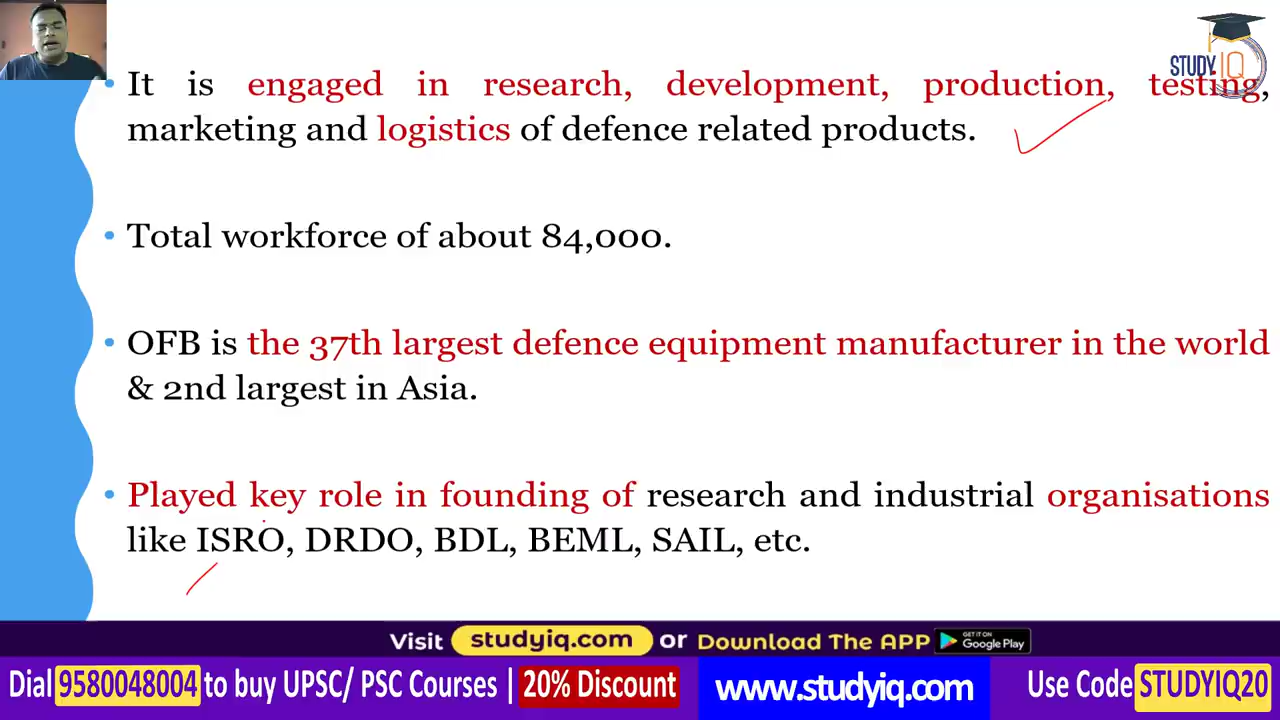 STUDY IQ
• It is engaged in research, development, production, testing,
marketing and logistics of defence related products.
• Total workforce of about 84,000.
• OFB is the 37th largest defence equipment manufacturer in the world
& 2nd largest in Asia.
• Played key role in founding of research and industrial organisations
like ISRO, DRDO, BDL, BEML, SAIL, etc.
Visit studyiq.com or Download The APP GET IT ON Google Play
Dial 9580048004 to buy UPSC/ PSC Courses | 20% Discount www.studyiq.com Use Code STUDYIQ20